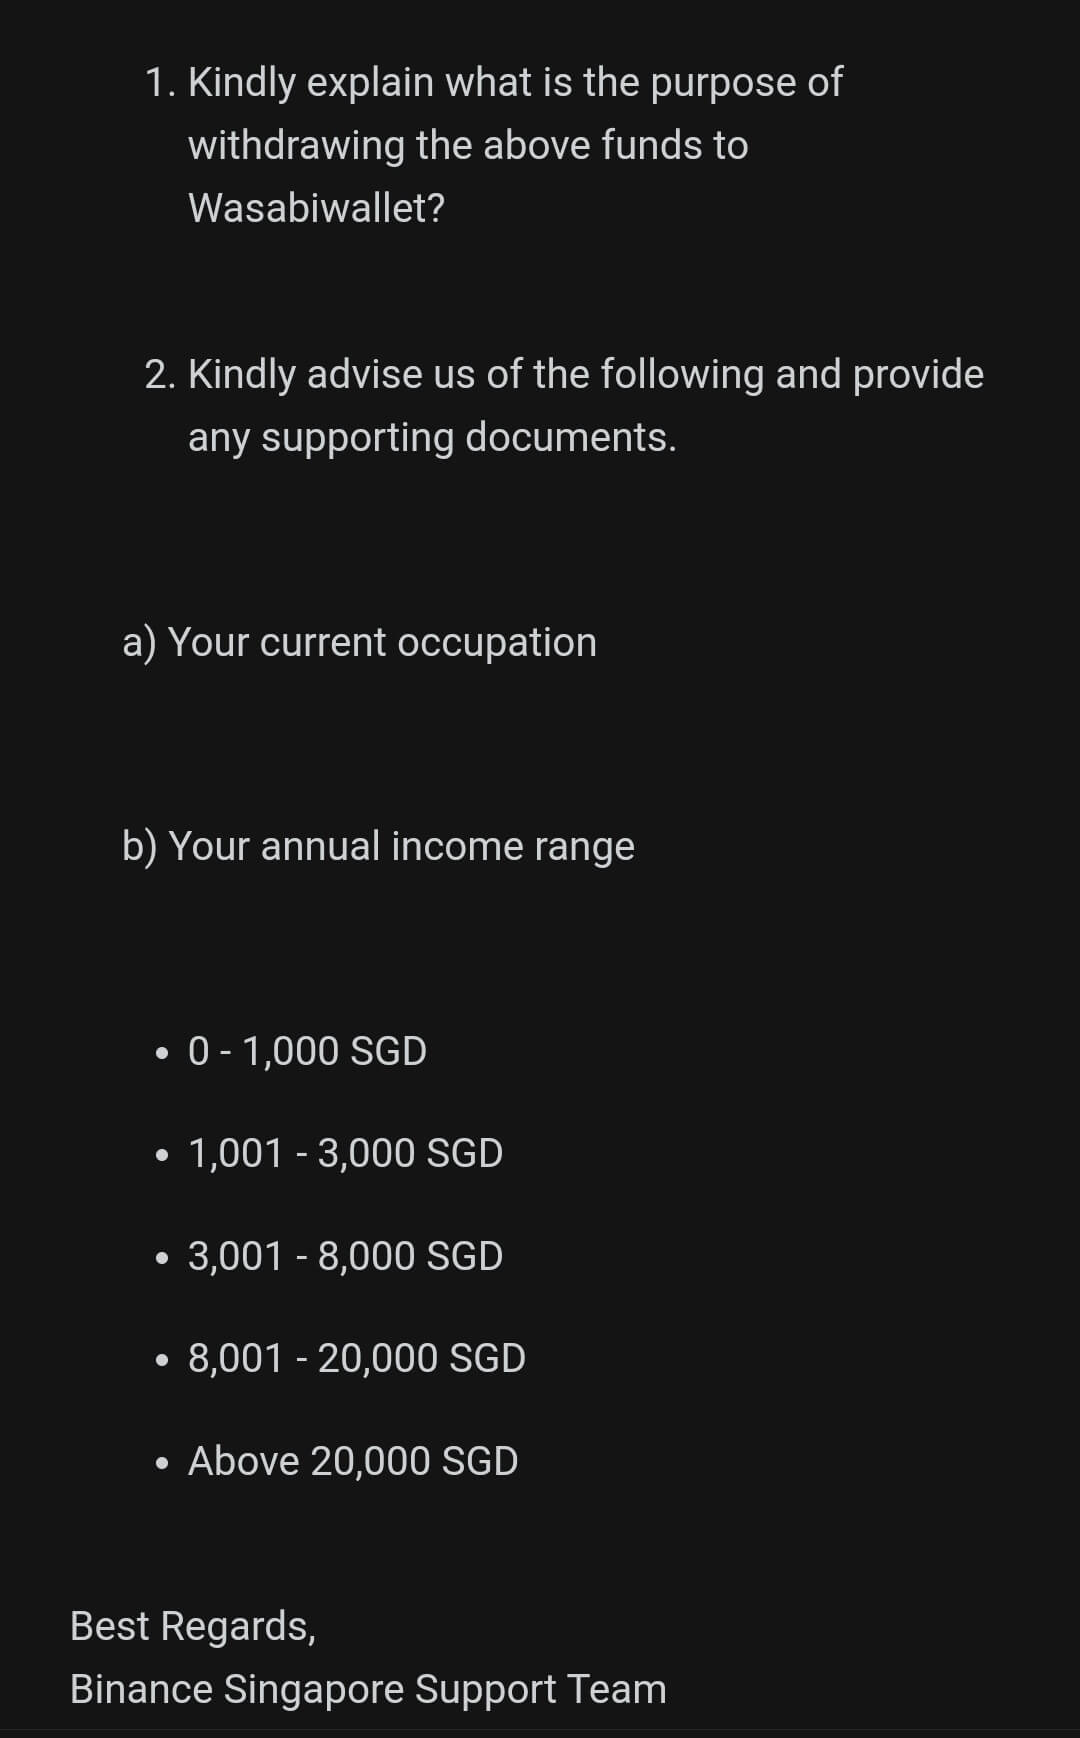 1. Kindly explain what is the purpose of
withdrawing the above funds to
Wasabiwallet?
2. Kindly advise us of the following and provide
any supporting documents.
a) Your current occupation
b) Your annual income range
• 0 - 1,000 SGD
• 1,001 - 3,000 SGD
• 3,001 - 8,000 SGD
• 8,001 - 20,000 SGD
• Above 20,000 SGD
Best Regards,
Binance Singapore Support Team